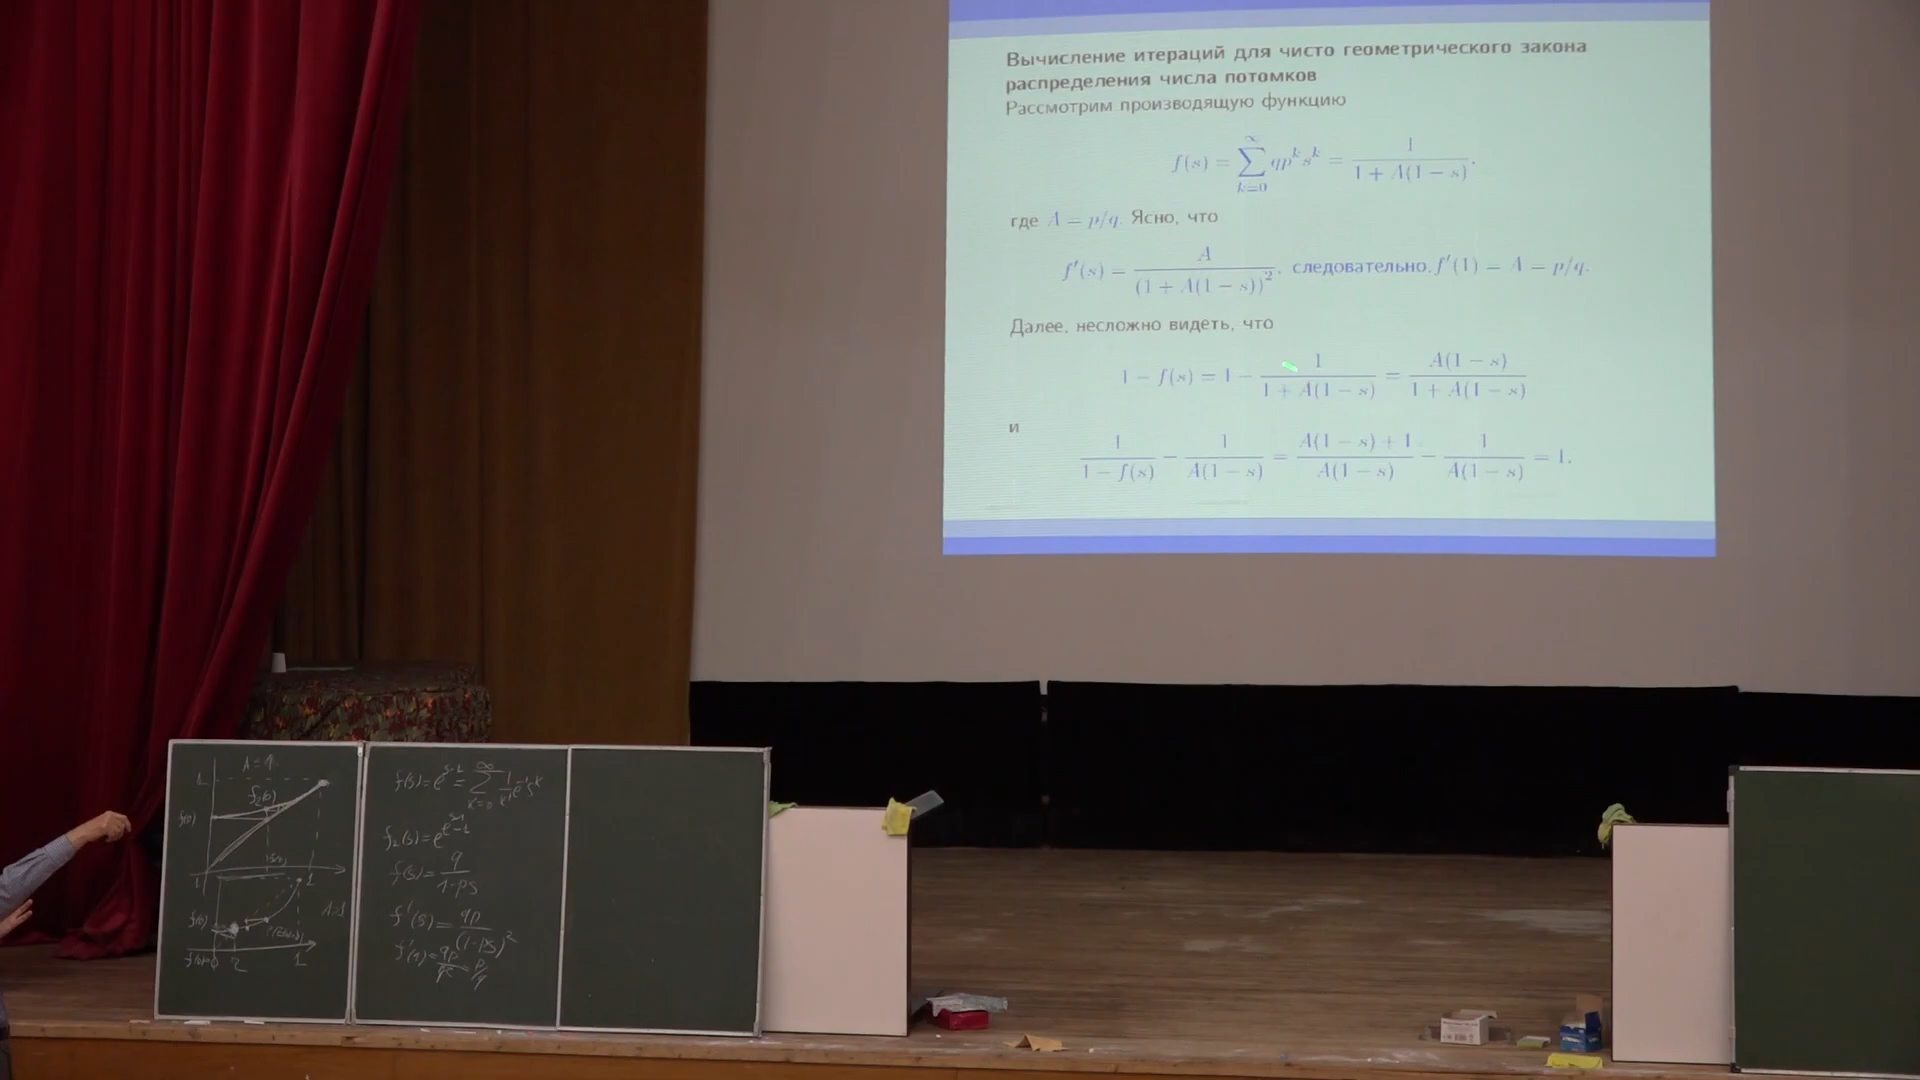 Вычисление итераций для чисто геометрического закона
распределения числа потомков
Рассмотрим производящую функцию
f(s) = ∑_{k=0}^{∞} qp^k s^k = 1 / (1 + A(1 − s)),
где A = p/q. Ясно, что
f′(s) = A / (1 + A(1 − s))^2, следовательно, f′(1) = A = p/q.
Далее, несложно видеть, что
1 − f(s) = 1 − 1 / (1 + A(1 − s)) = A(1 − s) / (1 + A(1 − s))
и
1 / (1 − f(s)) − 1 / (A(1 − s)) = (A(1 − s) + 1) / (A(1 − s)) − 1 / (A(1 − s)) = 1.
f₂(s)
f(0)
1
f(s) = e^{s-1} = ∑_{k=0}^{∞} 1/k! e^{-1} s^k
f₂(s) = e^{e^{s-1}-1}
f(s) = q / (1-ps)
f′(s) = qp / (1-ps)^2